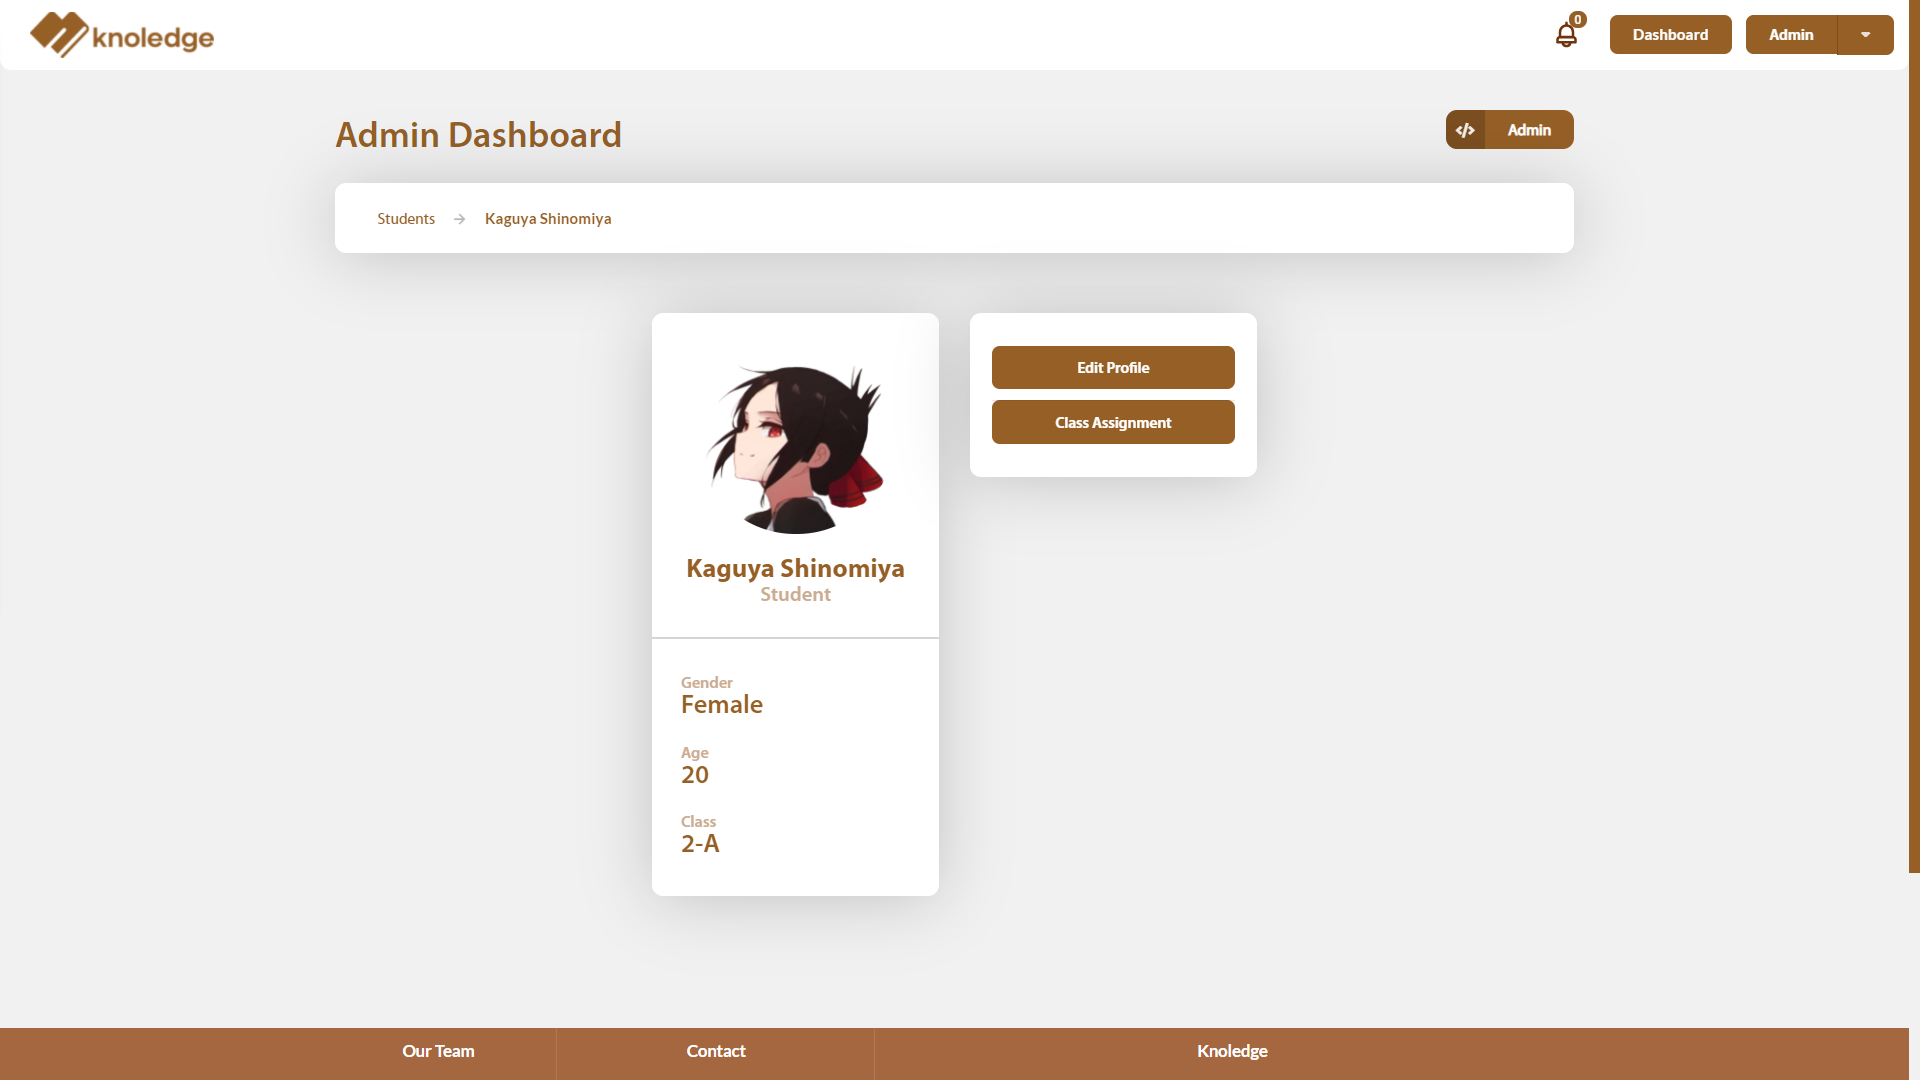 knoledge
0
Dashboard
Admin
Admin Dashboard
Admin
Students
Kaguya Shinomiya
Edit Profile
Class Assignment
Kaguya Shinomiya
Student
Gender
Female
Age
20
Class
2-A
Our Team
Contact
Knoledge